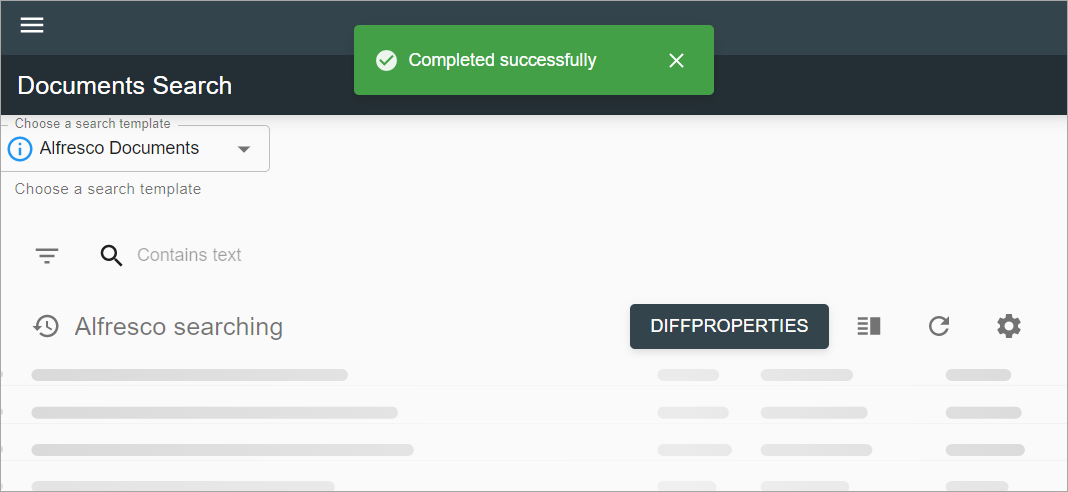 Completed successfully
Documents Search
Choose a search template
Alfresco Documents
Choose a search template
Contains text
Alfresco searching
DIFFPROPERTIES